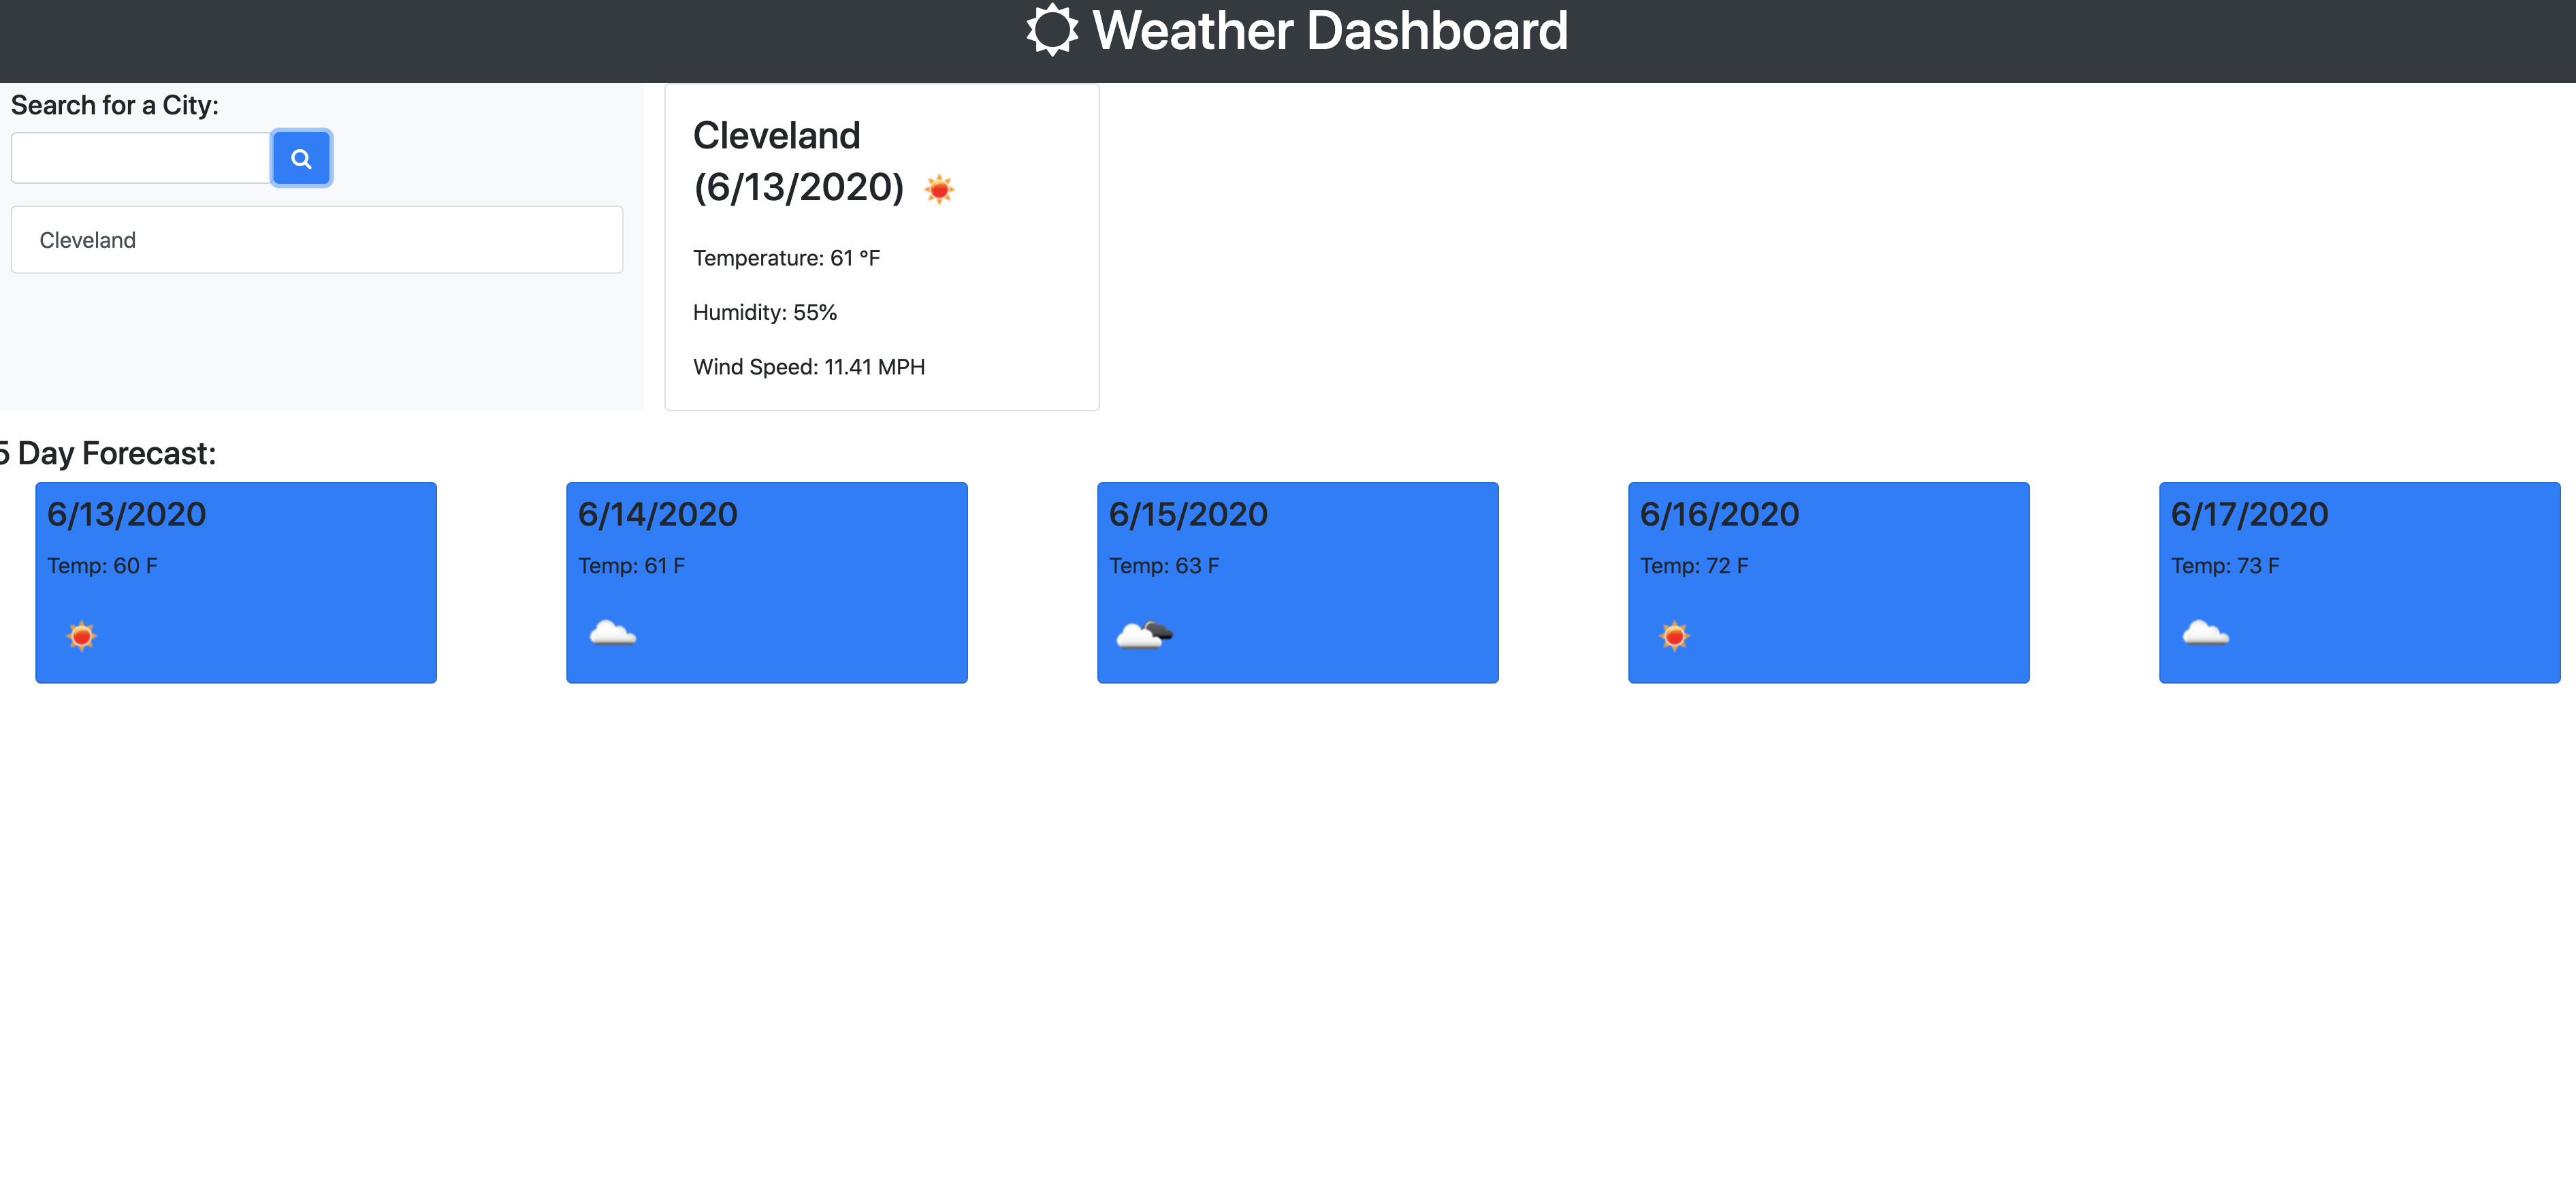 Weather Dashboard
Search for a City:
Cleveland
Cleveland
(6/13/2020)
Temperature: 61 °F
Humidity: 55%
Wind Speed: 11.41 MPH
5 Day Forecast:
6/13/2020
Temp: 60 F
6/14/2020
Temp: 61 F
6/15/2020
Temp: 63 F
6/16/2020
Temp: 72 F
6/17/2020
Temp: 73 F